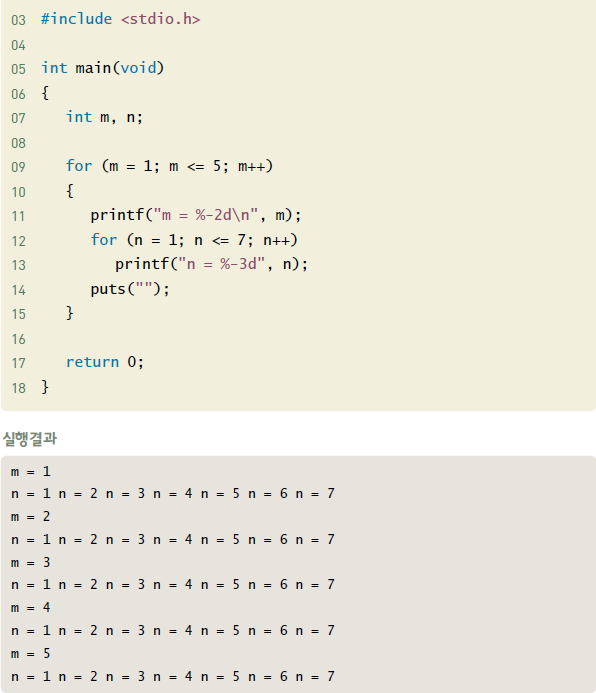 03 #include <stdio.h>
04
05 int main(void)
06 {
07 int m, n;
08
09 for (m = 1; m <= 5; m++)
10 {
11 printf("m = %-2d\n", m);
12 for (n = 1; n <= 7; n++)
13 printf("n = %-3d", n);
14 puts("");
15 }
16
17 return 0;
18 }
실행결과
m = 1
n = 1 n = 2 n = 3 n = 4 n = 5 n = 6 n = 7
m = 2
n = 1 n = 2 n = 3 n = 4 n = 5 n = 6 n = 7
m = 3
n = 1 n = 2 n = 3 n = 4 n = 5 n = 6 n = 7
m = 4
n = 1 n = 2 n = 3 n = 4 n = 5 n = 6 n = 7
m = 5
n = 1 n = 2 n = 3 n = 4 n = 5 n = 6 n = 7